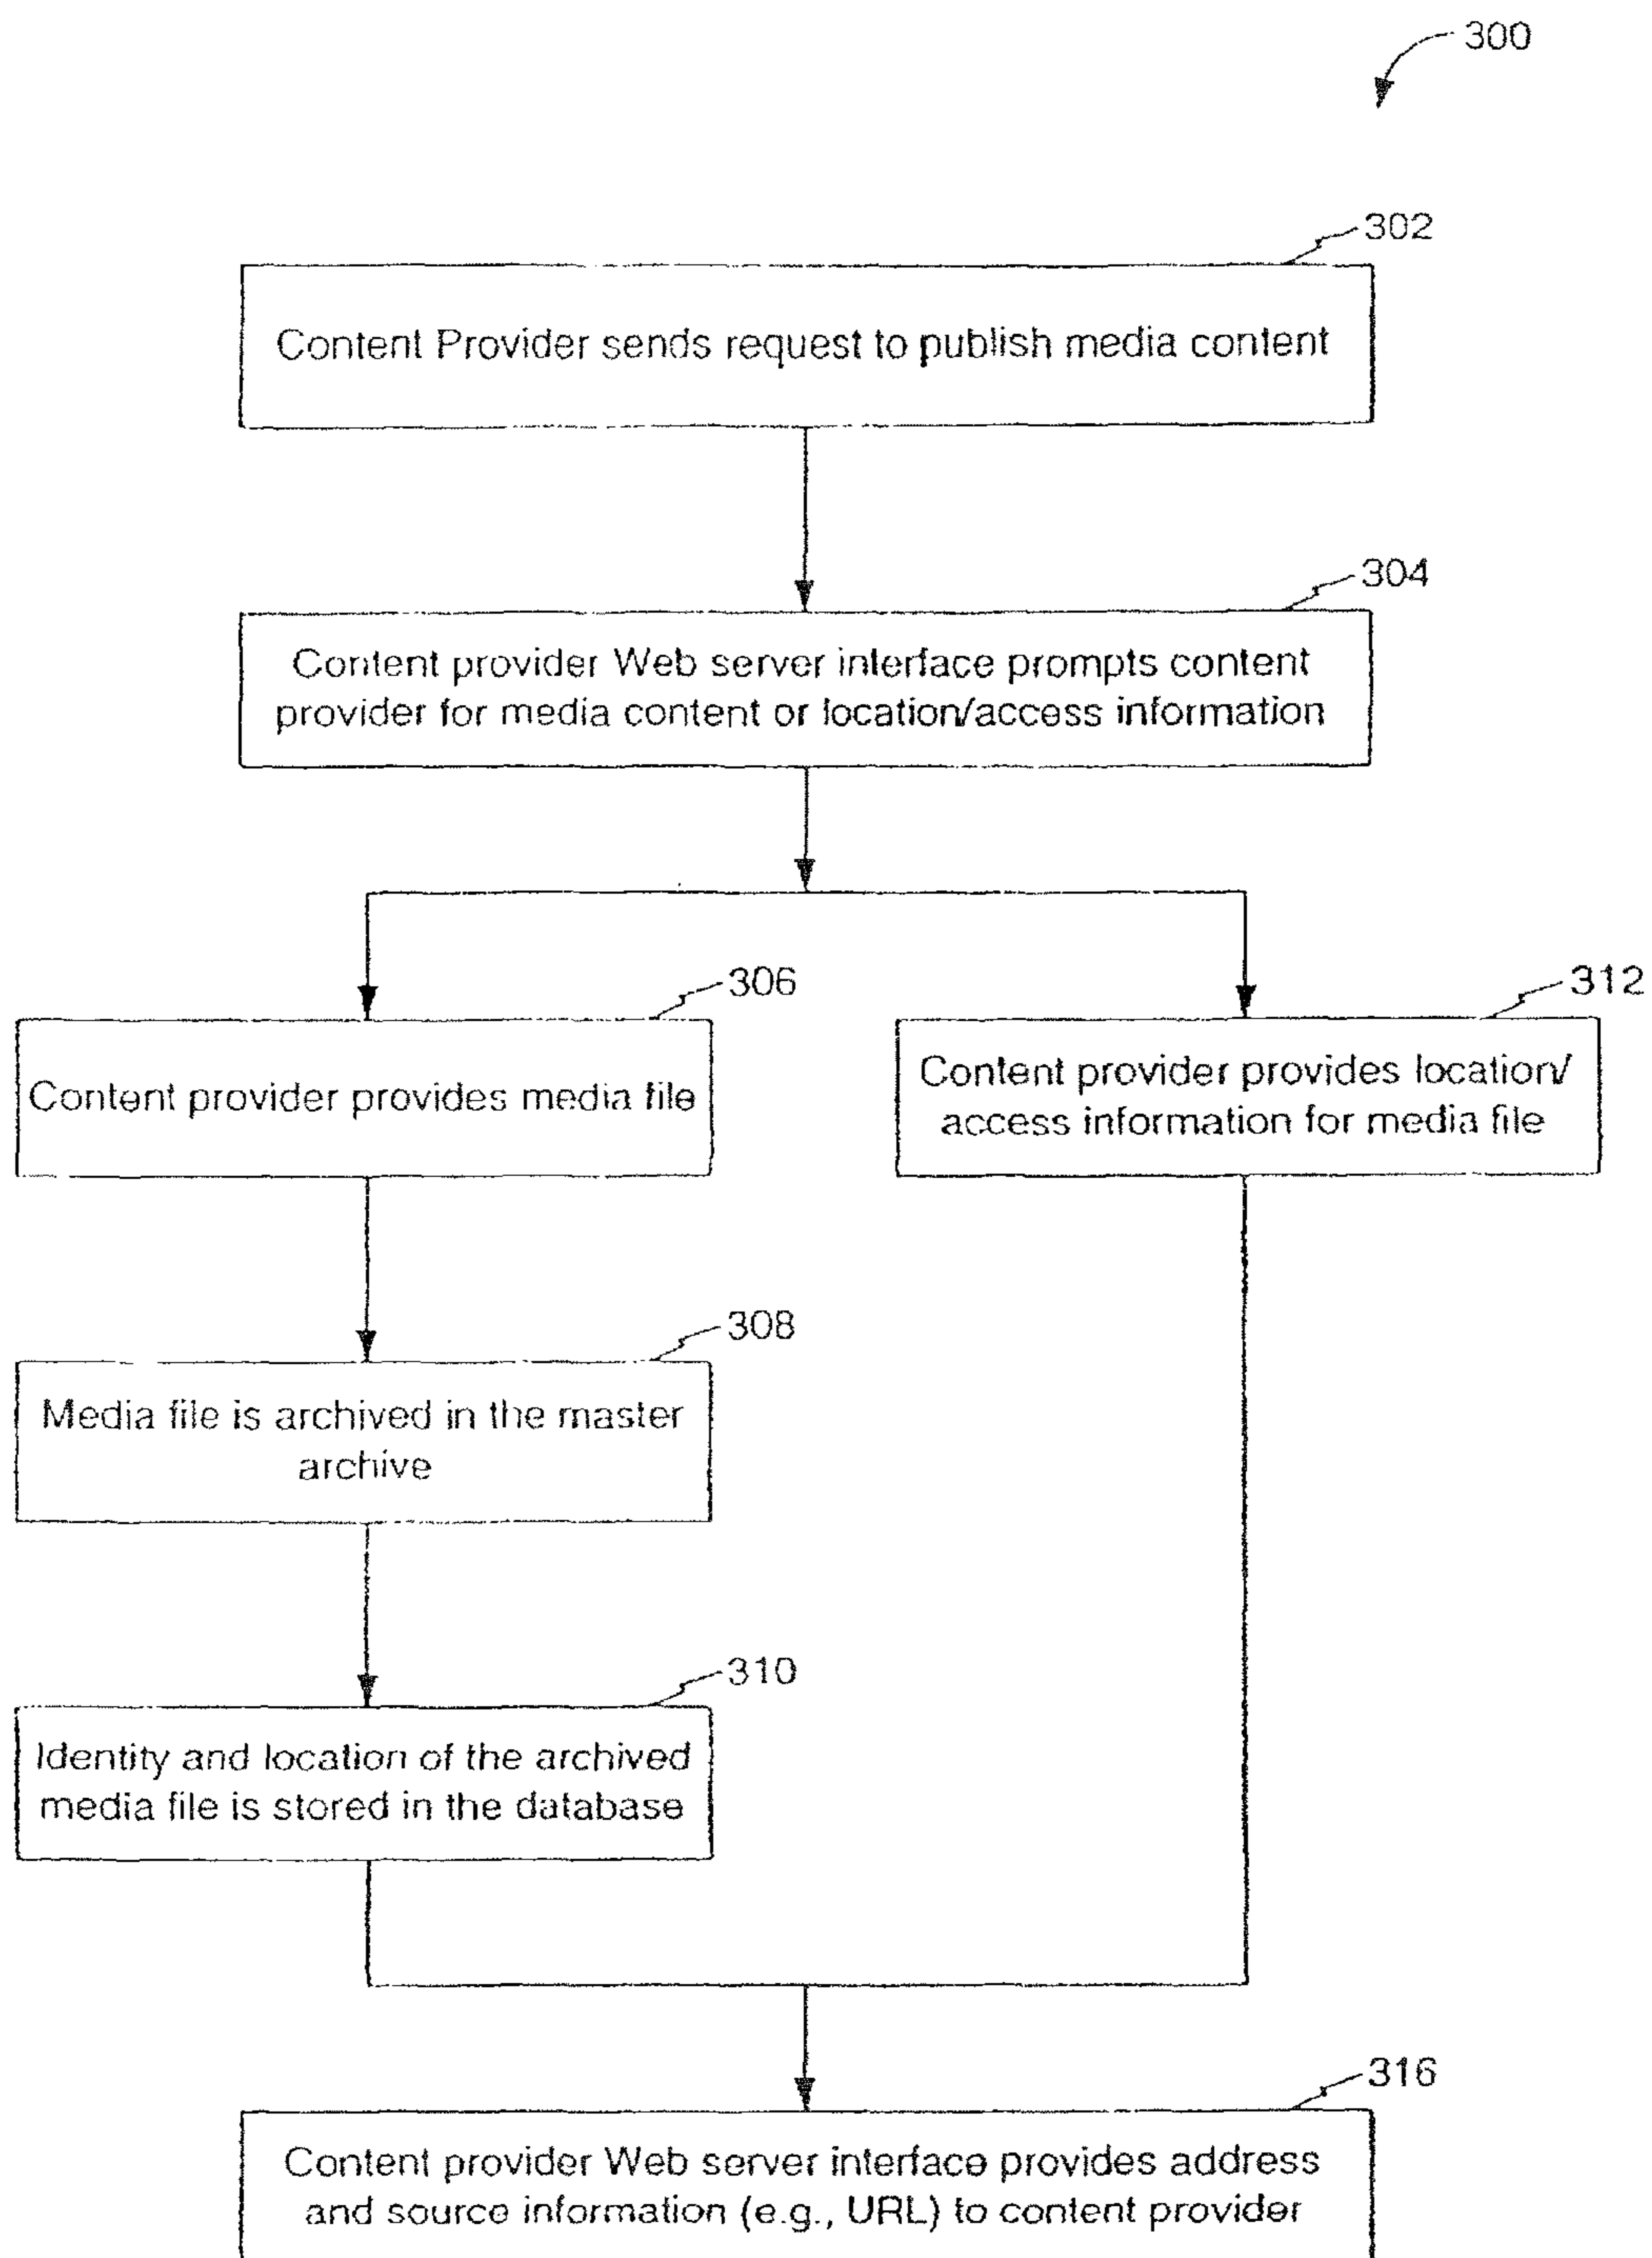 300
302
Content Provider sends request to publish media content
304
Content provider Web server interface prompts content
provider for media content or location/access information
306
Content provider provides media file
312
Content provider provides location/
access information for media file
308
Media file is archived in the master
archive
310
Identity and location of the archived
media file is stored in the database
316
Content provider Web server interface provides address
and source information (e.g., URL) to content provider